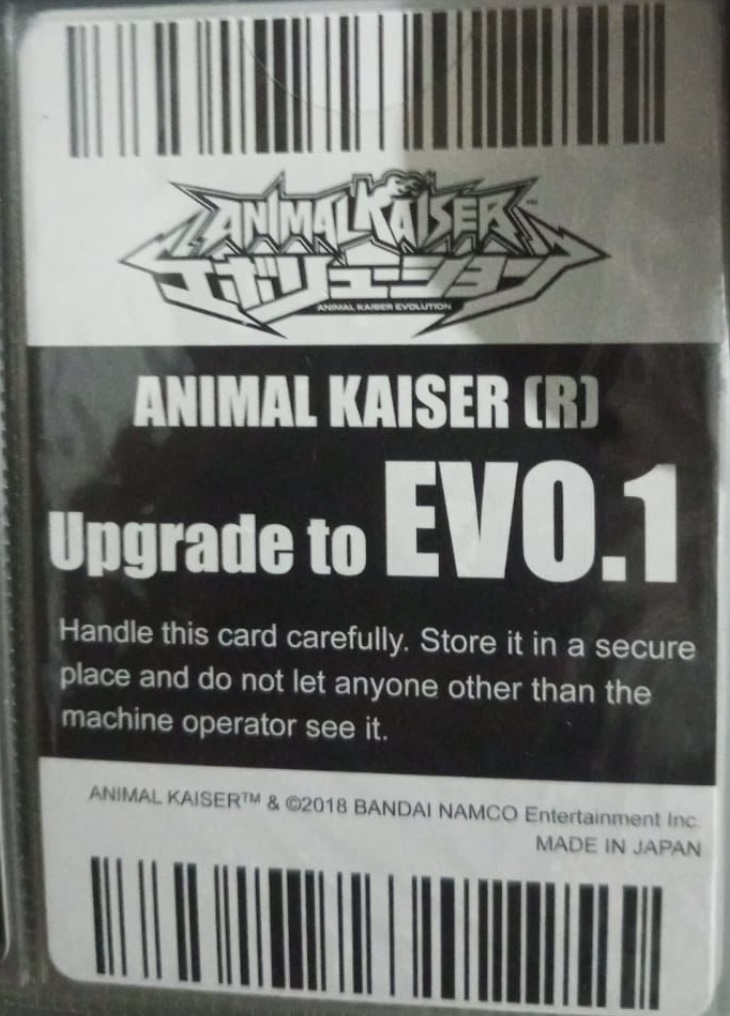 ANIMAL KAISER
エボリューション
ANIMAL KAISER EVOLUTION
ANIMAL KAISER (R)
Upgrade to EVO.1
Handle this card carefully. Store it in a secure
place and do not let anyone other than the
machine operator see it.
ANIMAL KAISER™ & ©2018 BANDAI NAMCO Entertainment Inc.
MADE IN JAPAN